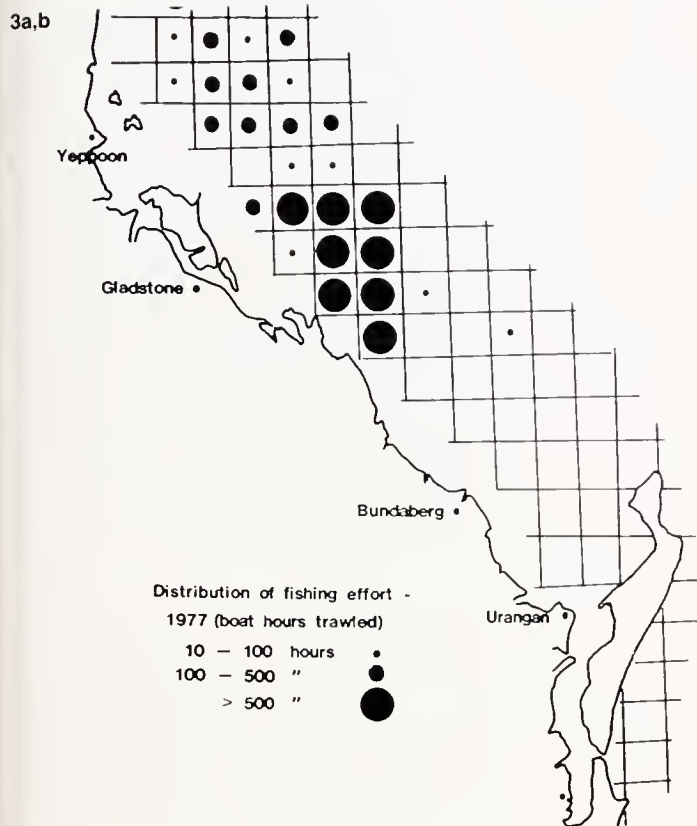 3a,b
Yeppoon
Gladstone
Bundaberg
Urangan
Distribution of fishing effort -
1977 (boat hours trawled)
10 — 100 hours
100 — 500 "
> 500 "